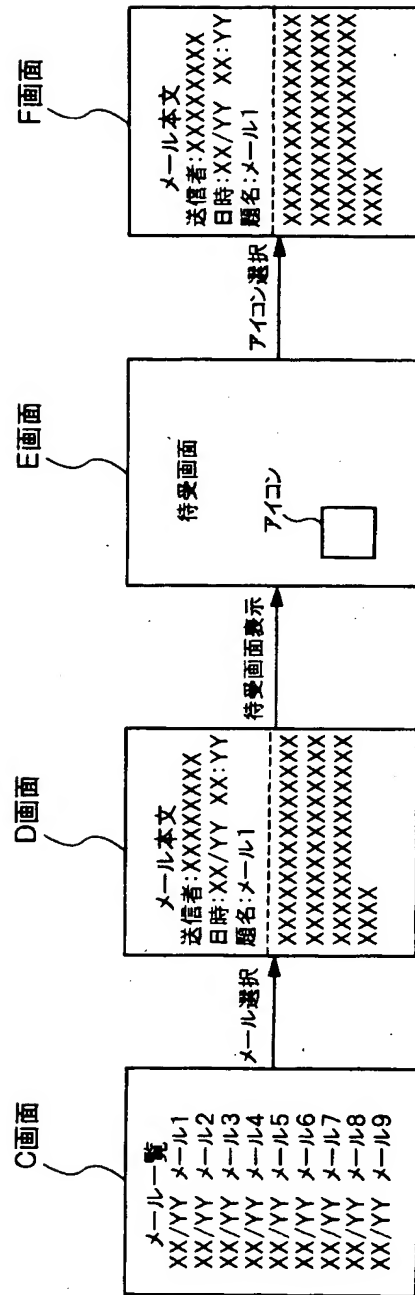 C画面
メール一覧
XX/YY メール1
XX/YY メール2
XX/YY メール3
XX/YY メール4
XX/YY メール5
XX/YY メール6
XX/YY メール7
XX/YY メール8
XX/YY メール9
メール選択
D画面
メール本文
送信者:XXXXXXXX
日時:XX/YY XX:YY
題名:メール1
XXXXXXXXXXXXXXX
XXXXXXXXXXXXXXX
XXXXXXXXXXXXXXX
XXXX
待受画面表示
E画面
待受画面
アイコン
アイコン選択
F画面
メール本文
送信者:XXXXXXXX
日時:XX/YY XX:YY
題名:メール1
XXXXXXXXXXXXXXX
XXXXXXXXXXXXXXX
XXXXXXXXXXXXXXX
XXXX